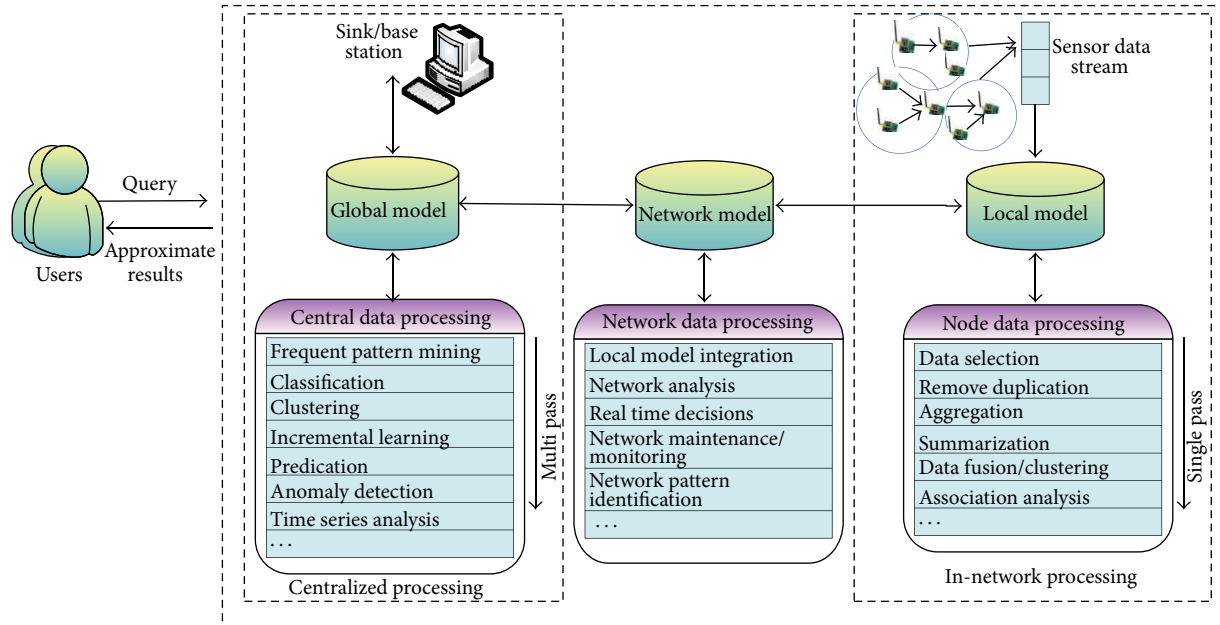 Sink/base
station
Sensor data
stream
Query
Approximate
results
Users
Global model
Network model
Local model
Central data processing
Frequent pattern mining
Classification
Clustering
Incremental learning
Predication
Anomaly detection
Time series analysis
...
Multi pass
Centralized processing
Network data processing
Local model integration
Network analysis
Real time decisions
Network maintenance/
monitoring
Network pattern
identification
...
Node data processing
Data selection
Remove duplication
Aggregation
Summarization
Data fusion/clustering
Association analysis
...
Single pass
In-network processing